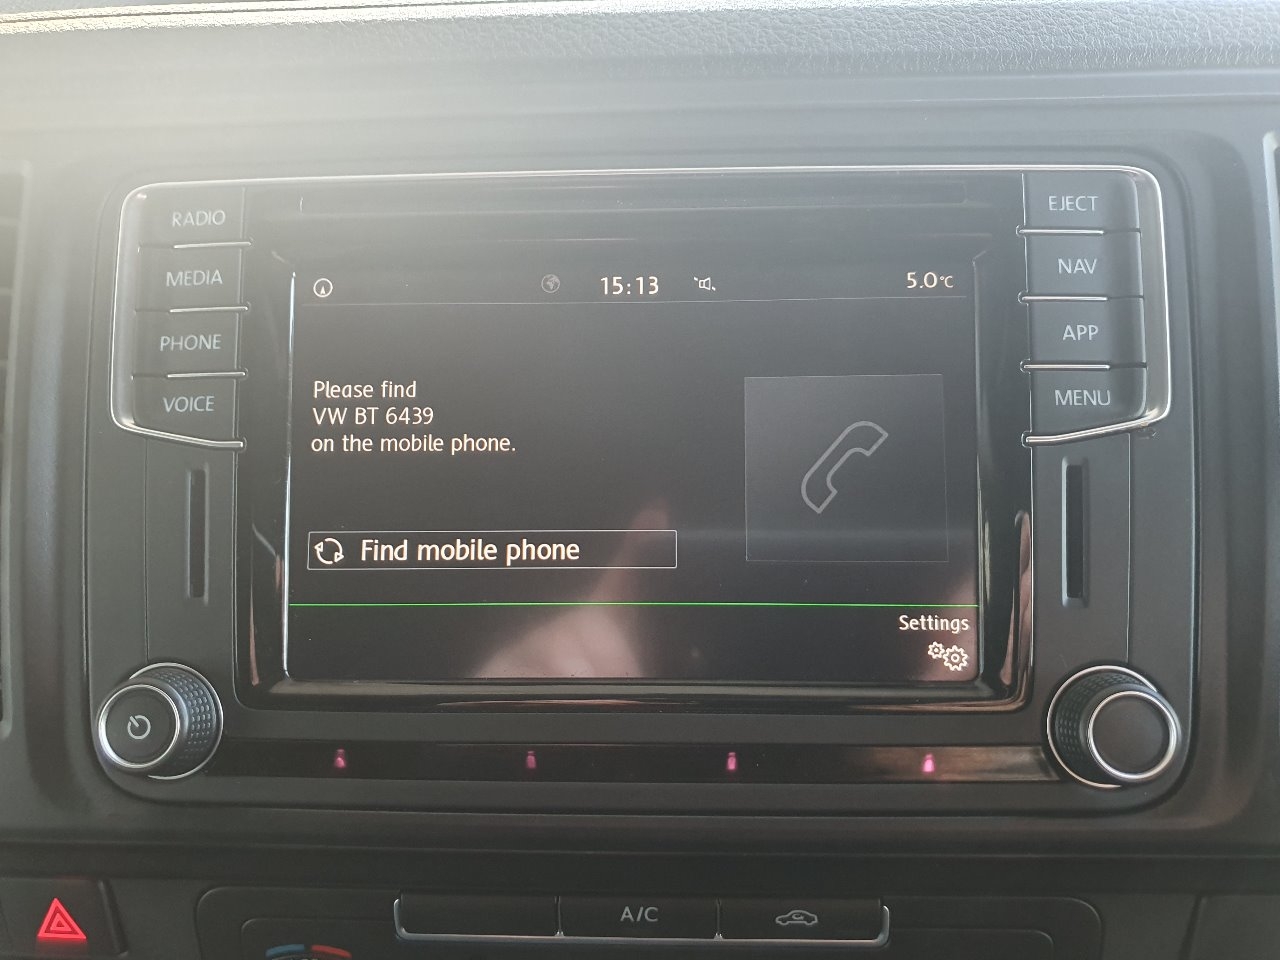 RADIO
MEDIA
PHONE
VOICE
15:13
5.0°C
Please find
VW BT 6439
on the mobile phone.
Find mobile phone
Settings
EJECT
NAV
APP
MENU
A/C